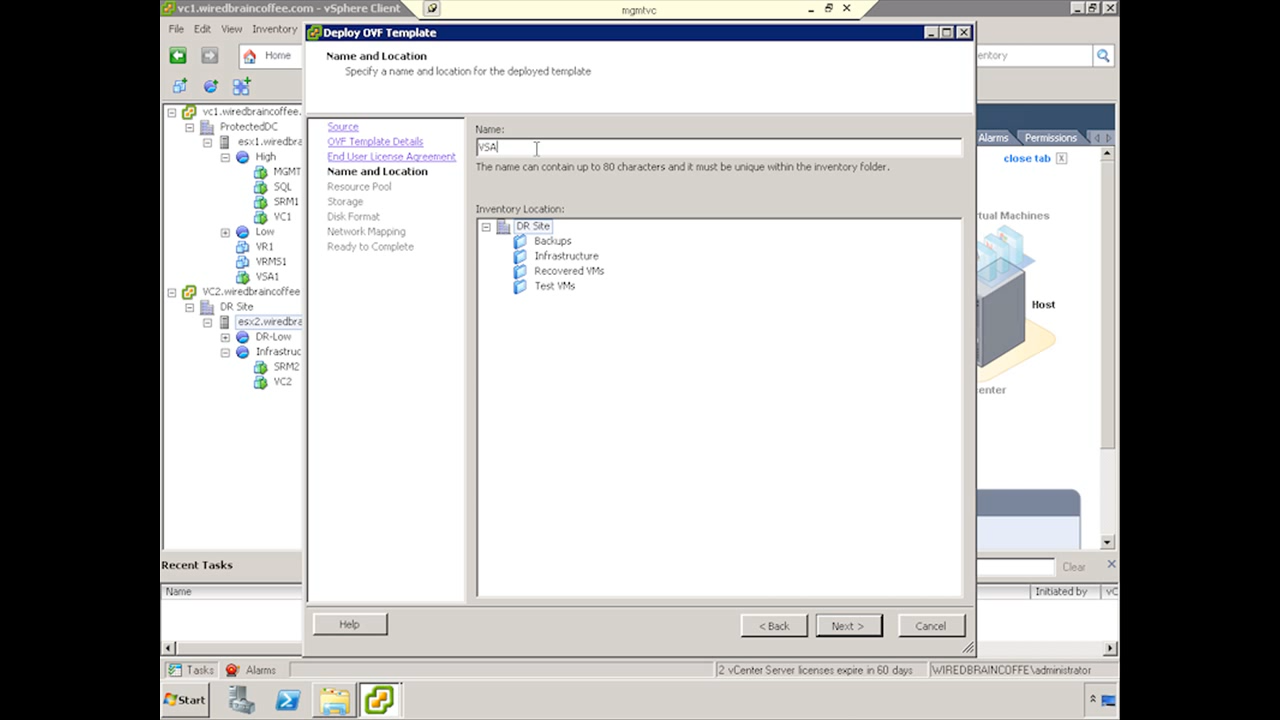 vc1.wiredbraincoffee.com - vSphere Client
mgmtvc
File Edit View Inventory
Home
entory
vc1.wiredbraincoffee.
ProtectedDC
esx1.wiredbra
High
MGMT
SQL
SRM1
VC1
Low
VR1
VRMS1
VSA1
VC2.wiredbraincoffee
DR Site
esx2.wiredbra
DR-Low
Infrastruc
SRM2
VC2
Deploy OVF Template
Name and Location
Specify a name and location for the deployed template
Source
OVF Template Details
End User License Agreement
Name and Location
Resource Pool
Storage
Disk Format
Network Mapping
Ready to Complete
Name:
VSA
The name can contain up to 80 characters and it must be unique within the inventory folder.
Inventory Location:
DR Site
Backups
Infrastructure
Recovered VMs
Test VMs
Help
< Back
Next >
Cancel
Alarms Permissions
close tab
rtual Machines
Host
enter
Recent Tasks
Clear
Name
Initiated by
vC
Tasks Alarms
2 vCenter Server licenses expire in 60 days
WIREDBRAINCOFFE\administrator
Start